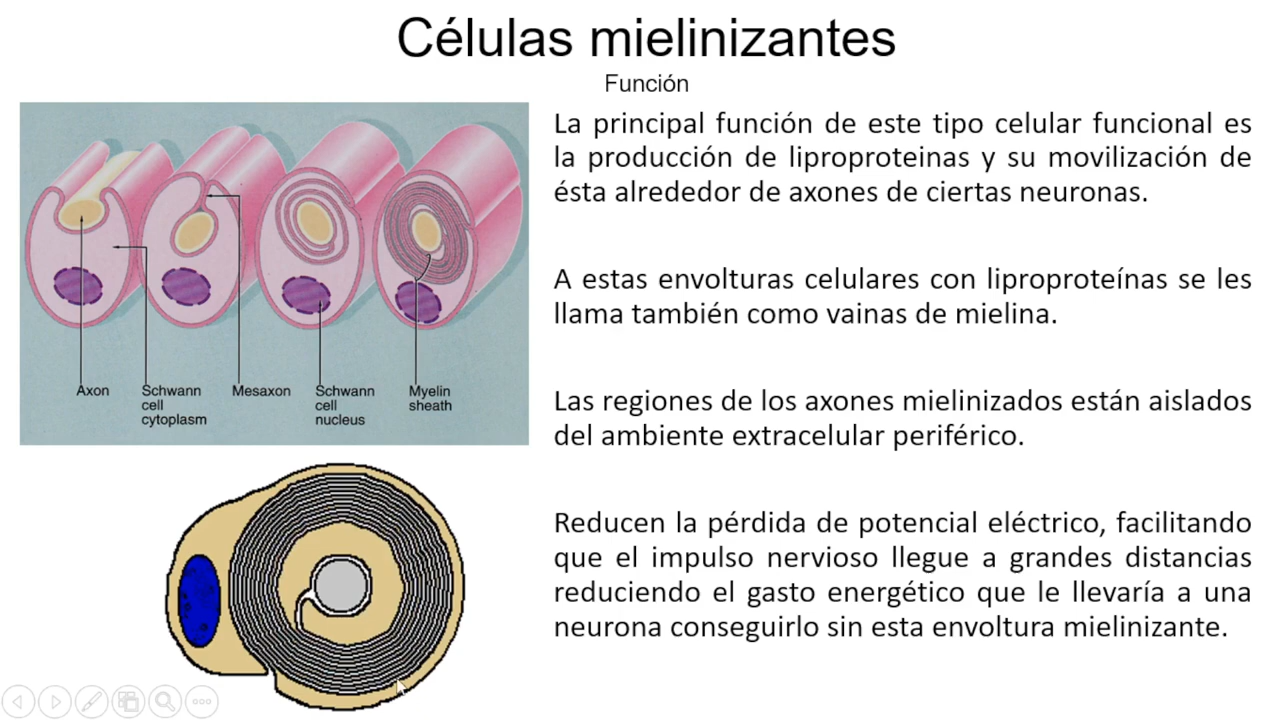 Células mielinizantes
Función
La principal función de este tipo celular funcional es
la producción de liproproteinas y su movilización de
ésta alrededor de axones de ciertas neuronas.
A estas envolturas celulares con liproproteínas se les
llama también como vainas de mielina.
Las regiones de los axones mielinizados están aislados
del ambiente extracelular periférico.
Reducen la pérdida de potencial eléctrico, facilitando
que el impulso nervioso llegue a grandes distancias
reduciendo el gasto energético que le llevaría a una
neurona conseguirlo sin esta envoltura mielinizante.
Axon
Schwann
cell
cytoplasm
Mesaxon
Schwann
cell
nucleus
Myelin
sheath